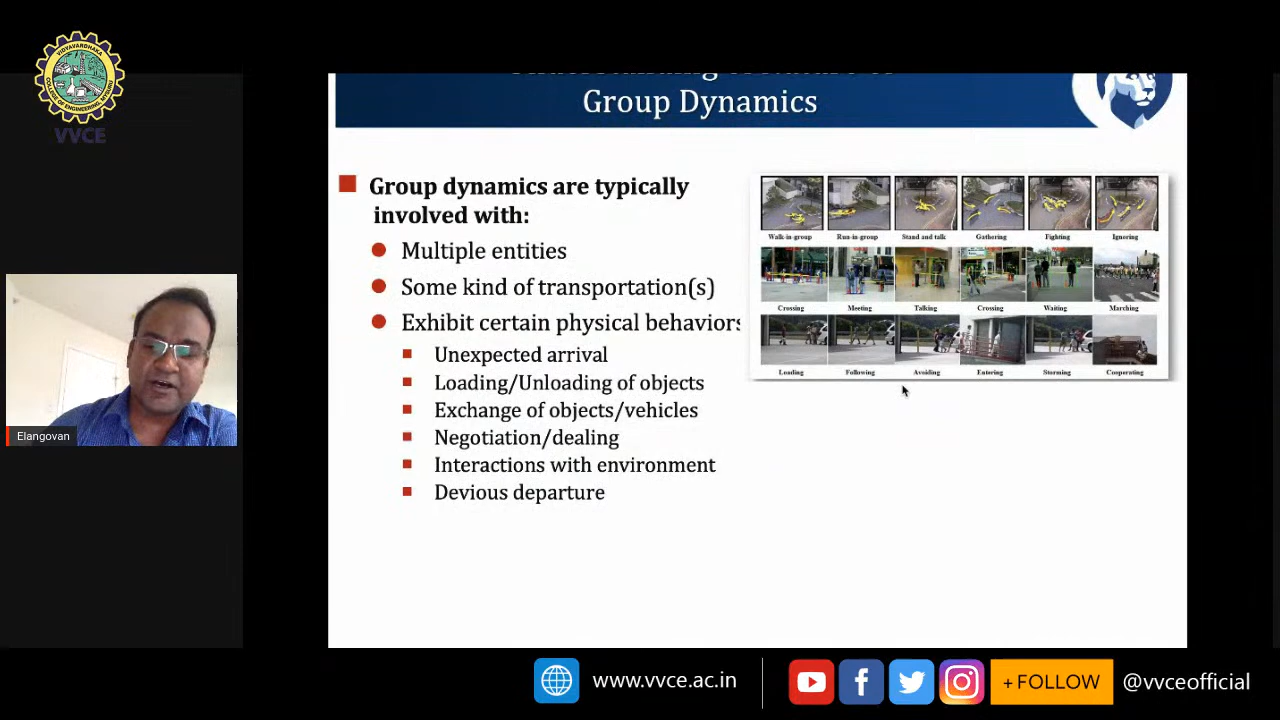 VIDYAVARDHAKA
VVCE
Group Dynamics
Group dynamics are typically
involved with:
Multiple entities
Some kind of transportation(s)
Exhibit certain physical behaviors
Unexpected arrival
Loading/Unloading of objects
Exchange of objects/vehicles
Negotiation/dealing
Interactions with environment
Devious departure
Walk-in-group Run-in-group Stand and talk Gathering Fighting Ignoring
Crossing Meeting Talking Crossing Waiting Marching
Loading Following Avoiding Entering Storming Cooperating
Elangovan
www.vvce.ac.in
+ FOLLOW
@vvceofficial